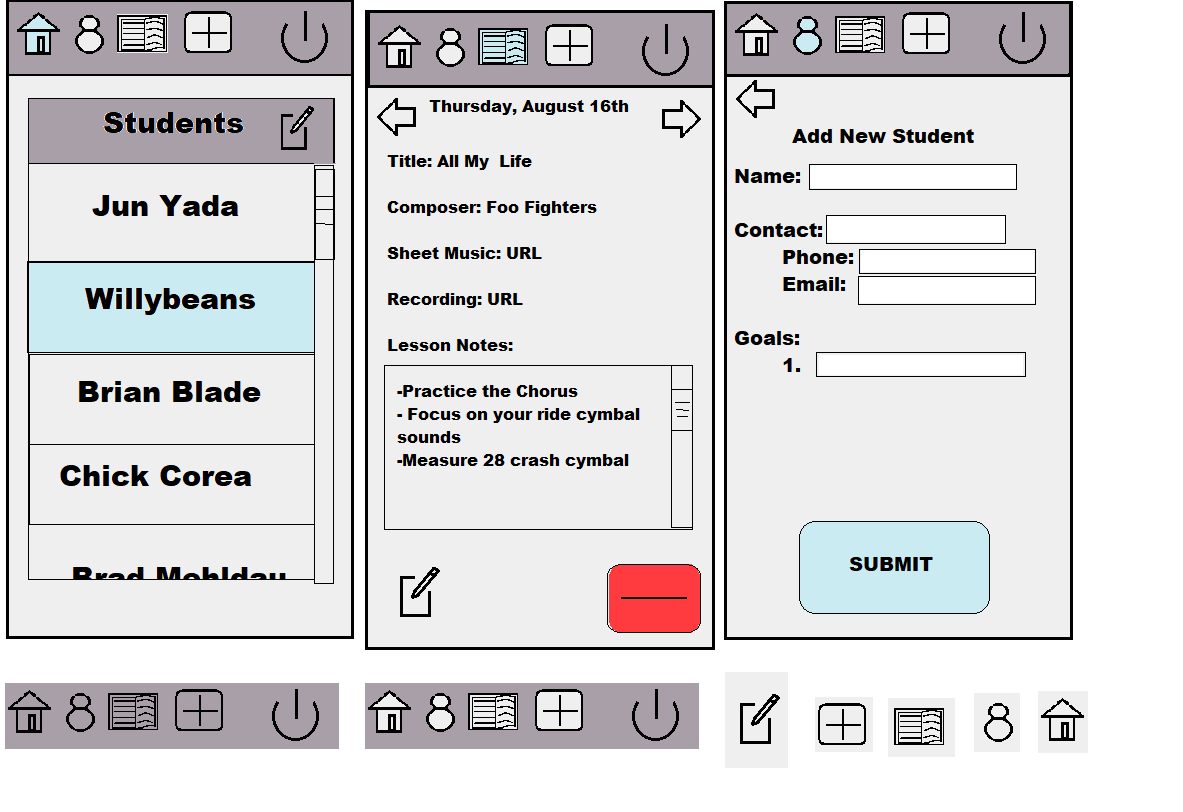 Students
Jun Yada
Willybeans
Brian Blade
Chick Corea
Brad Mehldau
Thursday, August 16th
Title: All My Life
Composer: Foo Fighters
Sheet Music: URL
Recording: URL
Lesson Notes:
-Practice the Chorus
- Focus on your ride cymbal
sounds
-Measure 28 crash cymbal
Add New Student
Name:
Contact:
Phone:
Email:
Goals:
1.
SUBMIT